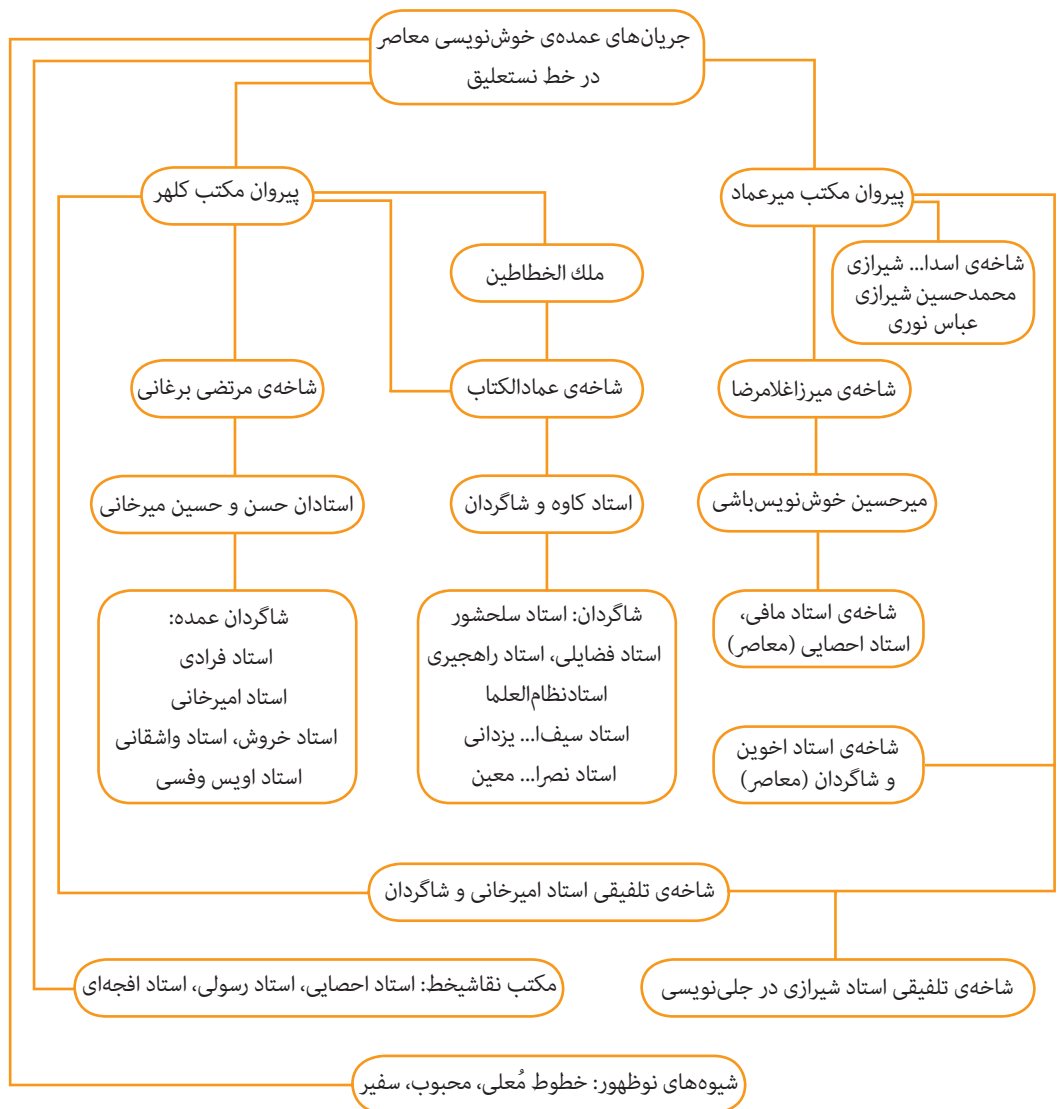 جریان‌های عمده‌ی خوش‌نویسی معاصر
در خط نستعلیق
پیروان مکتب میرعماد
پیروان مکتب کلهر
شاخه‌ی اسدا... شیرازی
محمدحسین شیرازی
عباس نوری
ملك الخطاطین
شاخه‌ی میرزاغلامرضا
شاخه‌ی عمادالکتاب
شاخه‌ی مرتضی برغانی
میرحسین خوش‌نویس‌باشی
استاد کاوه و شاگردان
استادان حسن و حسین میرخانی
شاخه‌ی استاد مافی،
استاد احصایی (معاصر)
شاگردان: استاد سلحشور
استاد فضایلی، استاد راهجیری
استادنظام‌العلما
استاد سیف‌ا... یزدانی
استاد نصرا... معین
شاگردان عمده:
استاد فرادی
استاد امیرخانی
استاد خروش، استاد واشقانی
استاد اویس وفسی
شاخه‌ی استاد اخوین
و شاگردان (معاصر)
شاخه‌ی تلفیقی استاد امیرخانی و شاگردان
شاخه‌ی تلفیقی استاد شیرازی در جلی‌نویسی
مکتب نقاشیخط: استاد احصایی، استاد رسولی، استاد افجه‌ای
شیوه‌های نوظهور: خطوط مُعلی، محبوب، سفیر